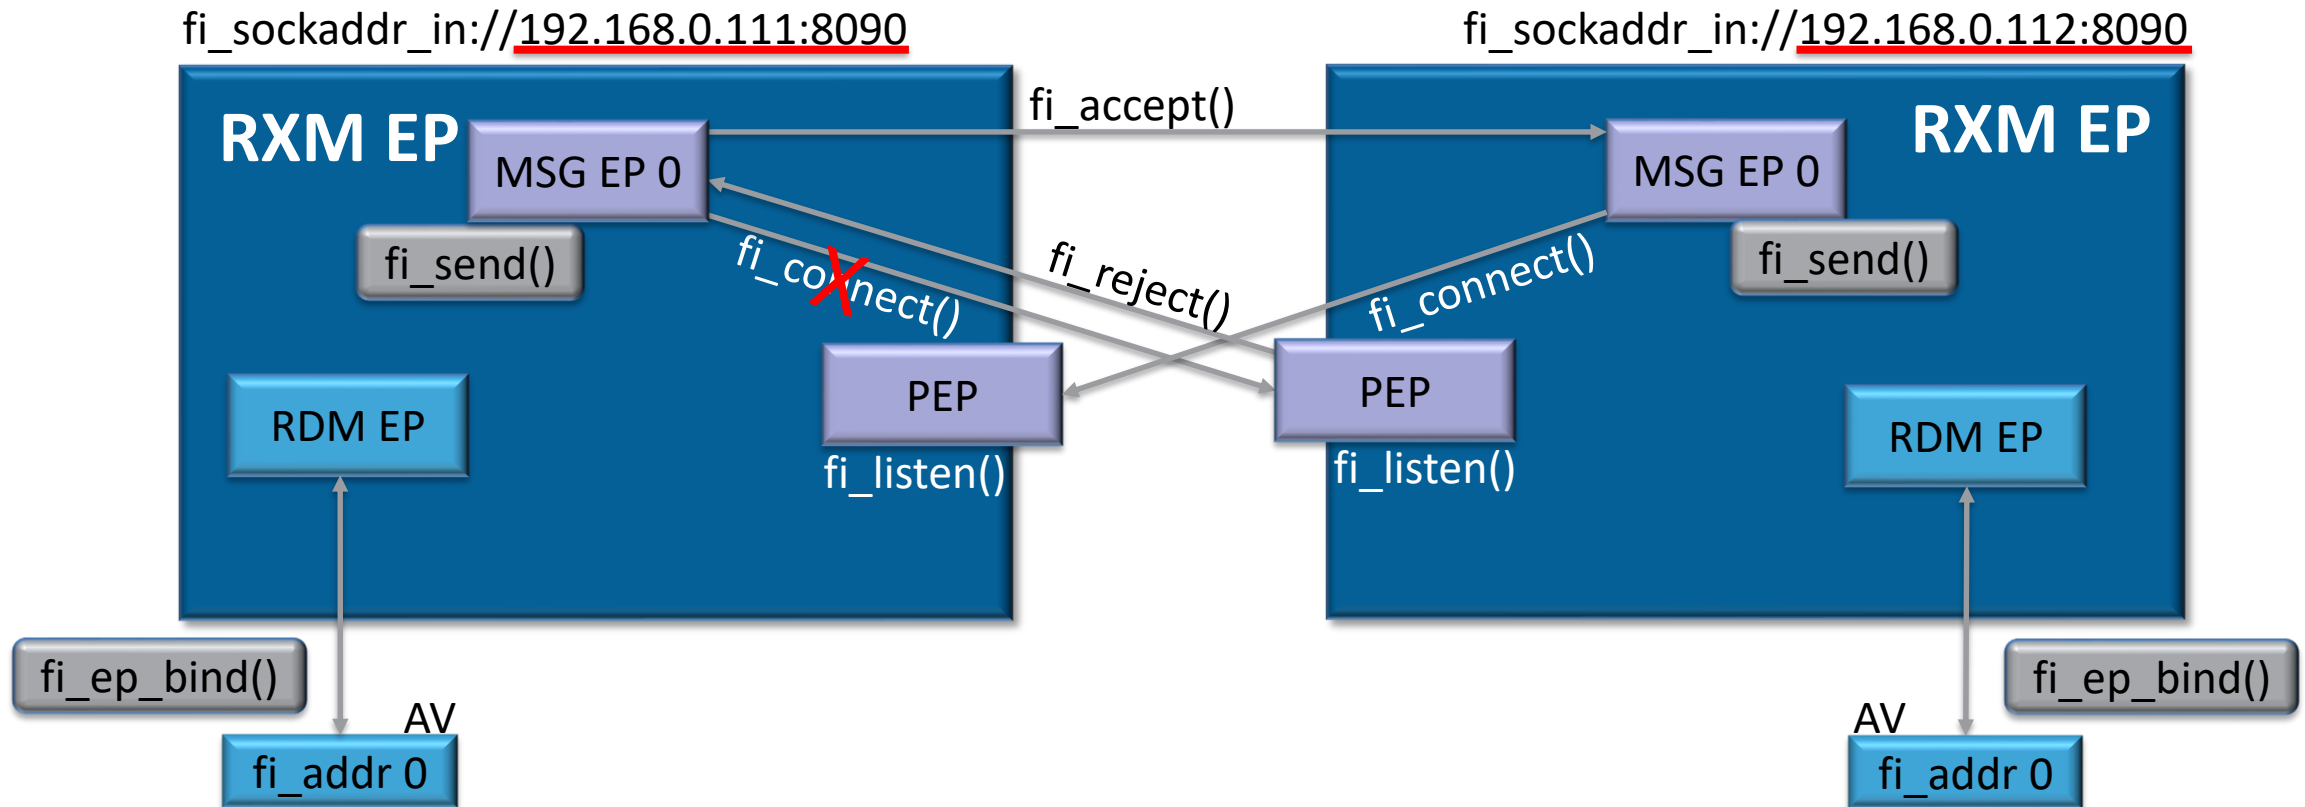 fi_sockaddr_in://192.168.0.111:8090
fi_sockaddr_in://192.168.0.112:8090
RXM EP
MSG EP 0
fi_accept()
MSG EP 0
RXM EP
fi_send()
fi_connect()
fi_reject()
fi_connect()
fi_send()
PEP
PEP
RDM EP
RDM EP
fi_listen()
fi_listen()
fi_ep_bind()
fi_ep_bind()
AV
AV
fi_addr 0
fi_addr 0